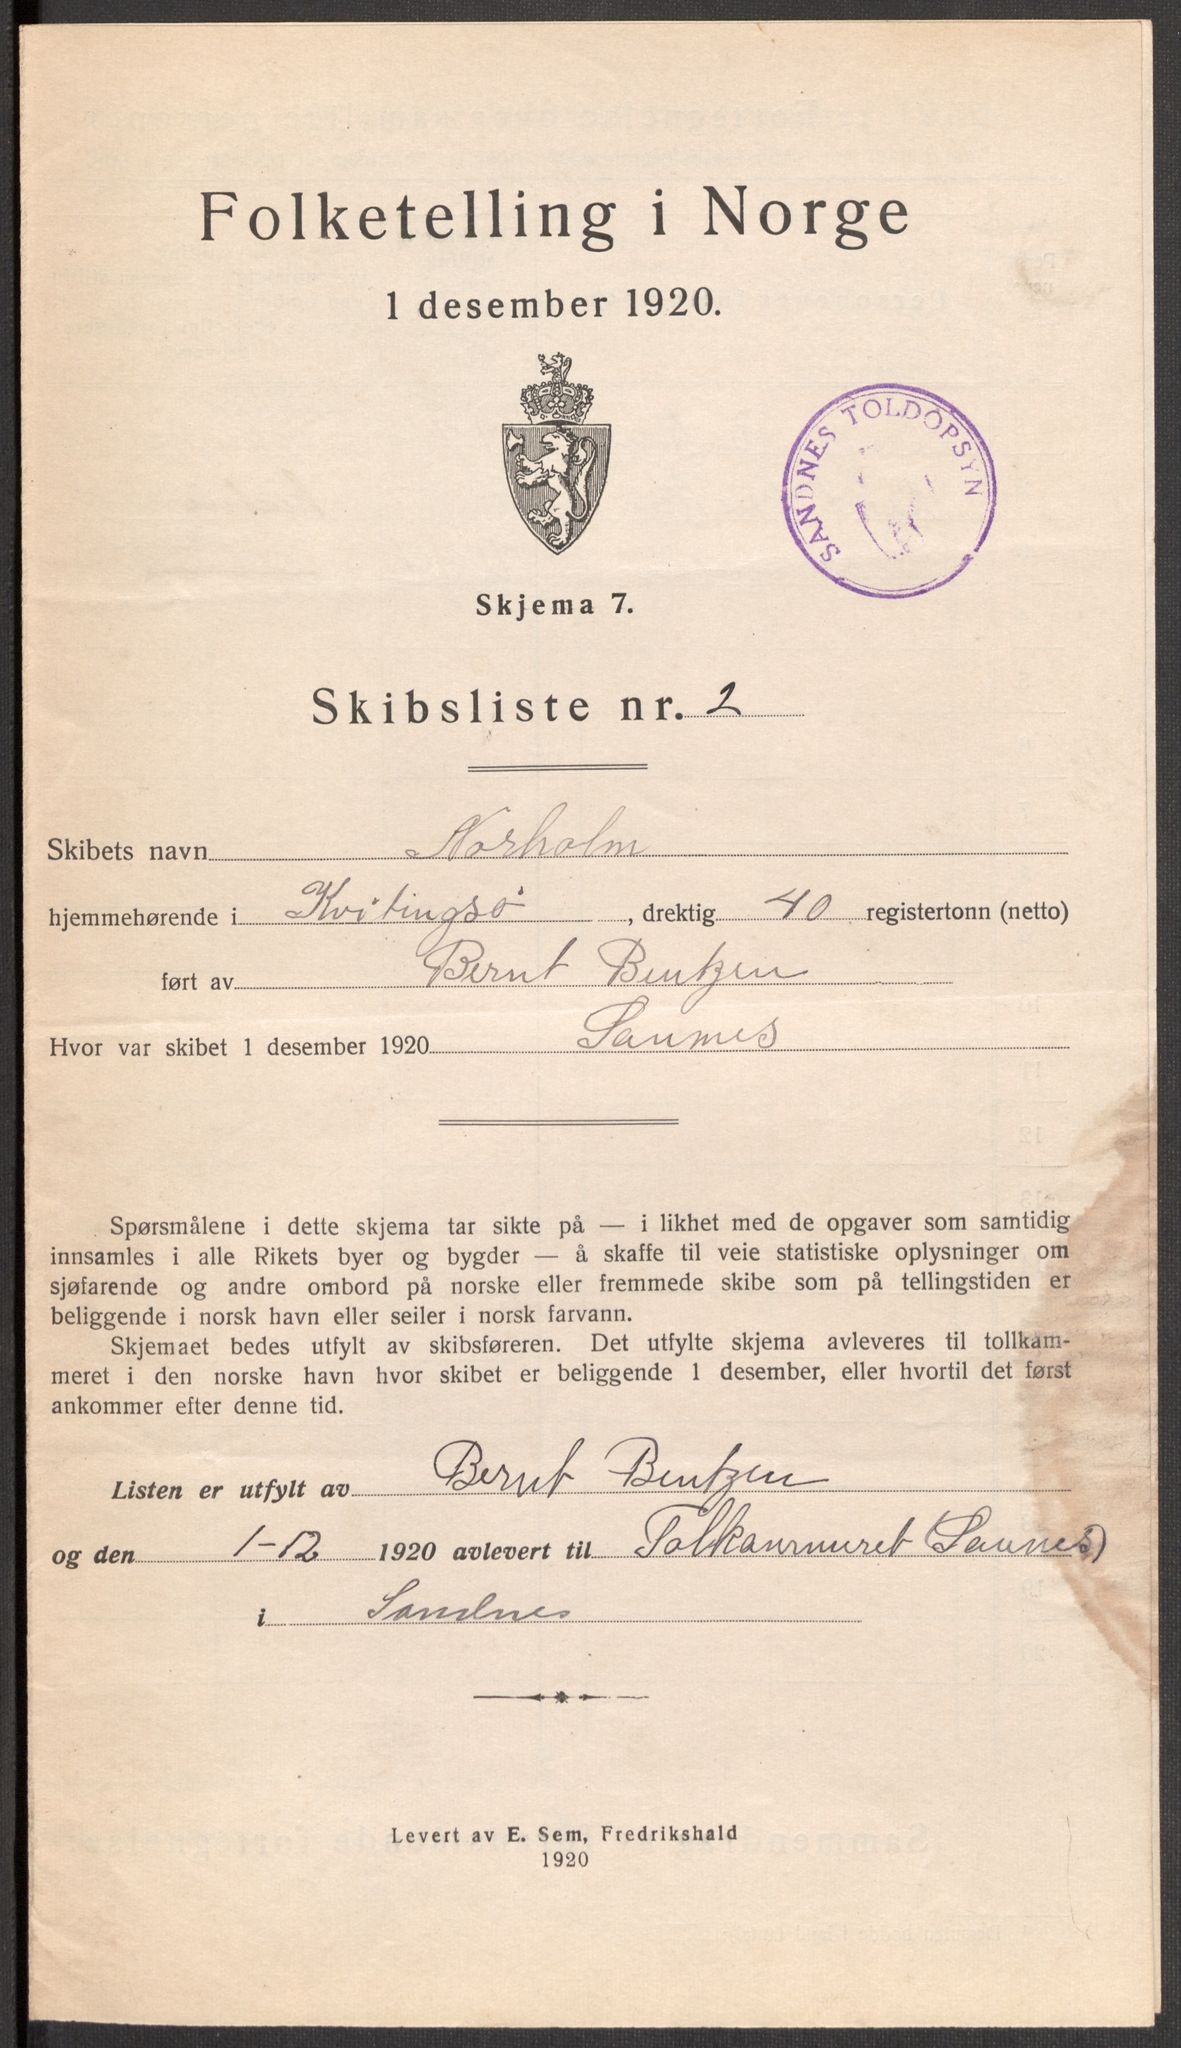 Folketelling i Norge
1 desember 1920.
SANDNES TOLDOPSYN
Skjema 7.
Skibsliste nr. 2
Skibets navn Norholm
hjemmehørende i Kvitingsø, drektig 40 registertonn (netto)
ført av Bernt Bentzen
Hvor var skibet 1 desember 1920 Sannes
Spørsmålene i dette skjema tar sikte på — i likhet med de opgaver som samtidig
innsamles i alle Rikets byer og bygder — å skaffe til veie statistiske oplysninger om
sjøfarende og andre ombord på norske eller fremmede skibe som på tellingstiden er
beliggende i norsk havn eller seiler i norsk farvann.
Skjemaet bedes utfylt av skibsføreren. Det utfylte skjema avleveres til tollkam-
meret i den norske havn hvor skibet er beliggende 1 desember, eller hvortil det først
ankommer efter denne tid.
Listen er utfylt av Bernt Bentzen
og den 1-12 1920 avlevert til Tolkammeret (Sannes)
i Sandnes
Levert av E. Sem, Fredrikshald
1920